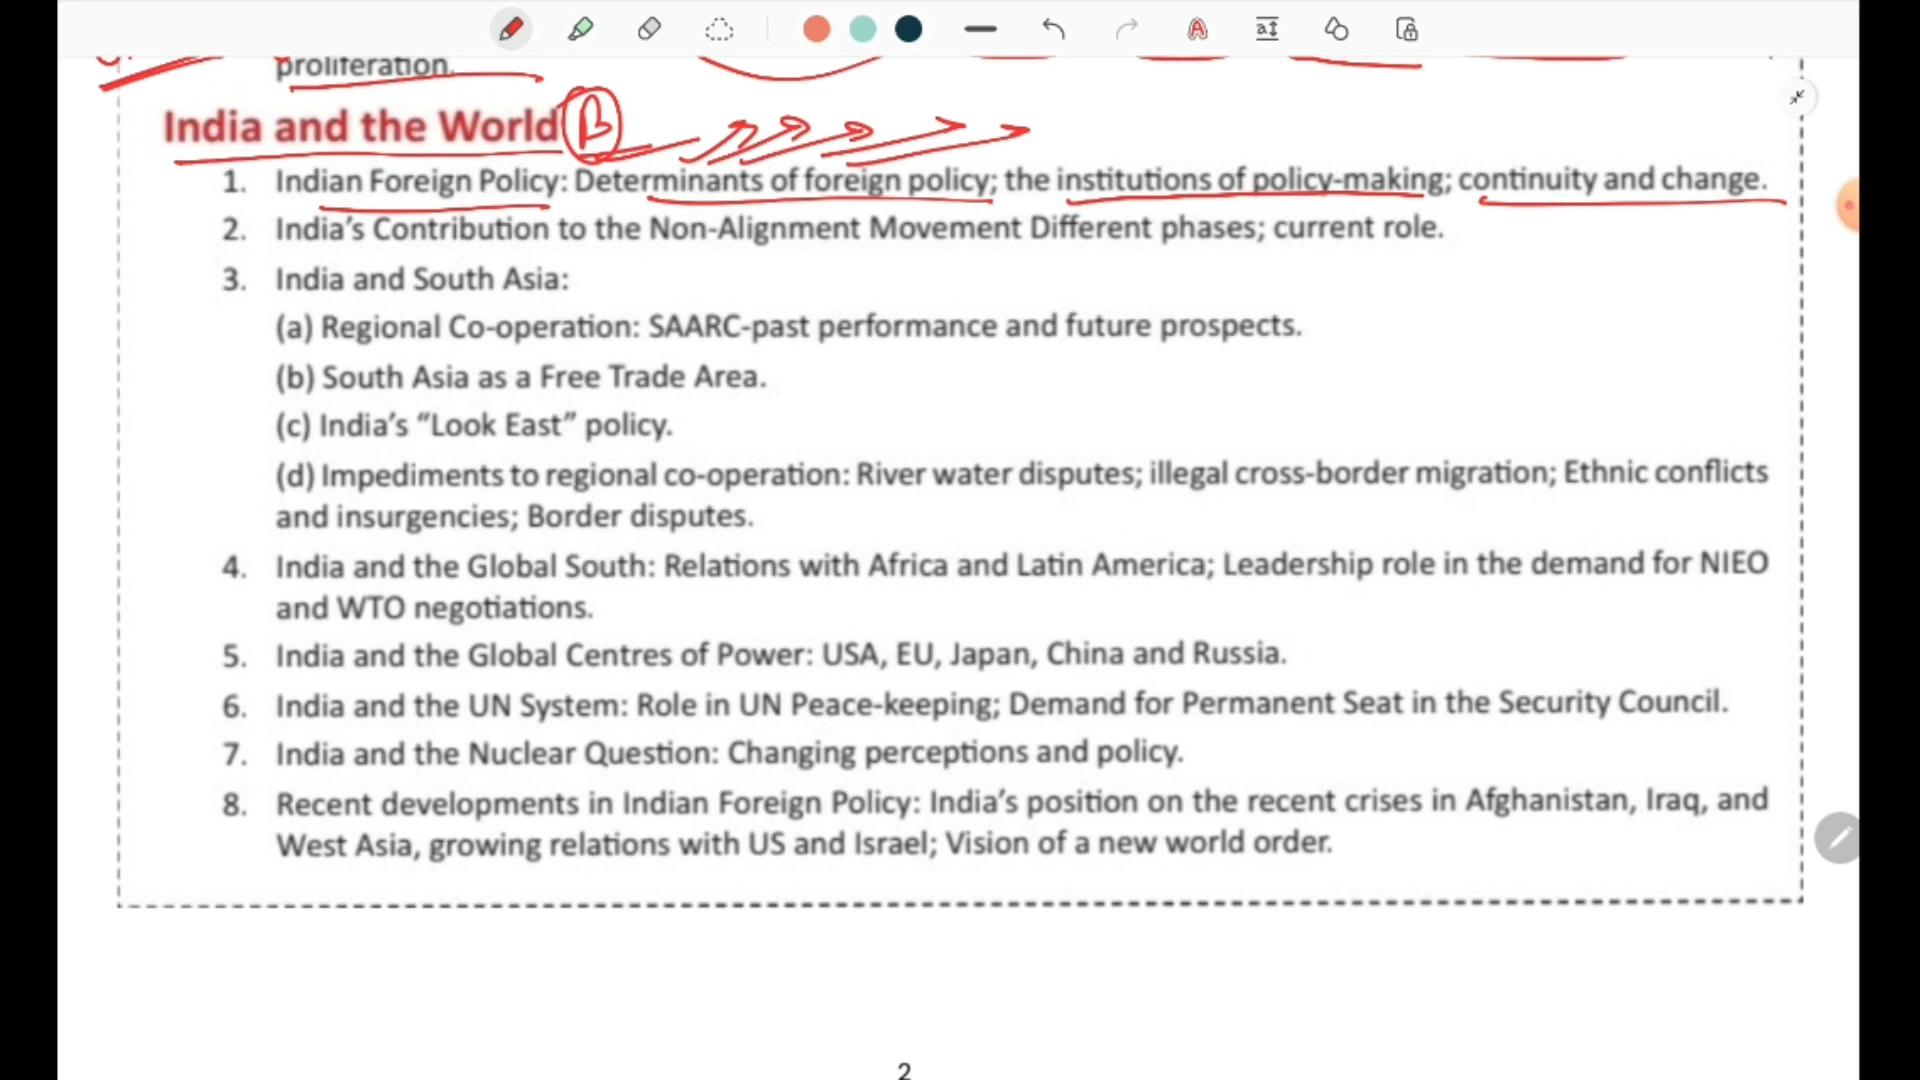 proliferation.
India and the World B
1. Indian Foreign Policy: Determinants of foreign policy; the institutions of policy-making; continuity and change.
2. India’s Contribution to the Non-Alignment Movement Different phases; current role.
3. India and South Asia:
(a) Regional Co-operation: SAARC-past performance and future prospects.
(b) South Asia as a Free Trade Area.
(c) India’s “Look East” policy.
(d) Impediments to regional co-operation: River water disputes; illegal cross-border migration; Ethnic conflicts
and insurgencies; Border disputes.
4. India and the Global South: Relations with Africa and Latin America; Leadership role in the demand for NIEO
and WTO negotiations.
5. India and the Global Centres of Power: USA, EU, Japan, China and Russia.
6. India and the UN System: Role in UN Peace-keeping; Demand for Permanent Seat in the Security Council.
7. India and the Nuclear Question: Changing perceptions and policy.
8. Recent developments in Indian Foreign Policy: India’s position on the recent crises in Afghanistan, Iraq, and
West Asia, growing relations with US and Israel; Vision of a new world order.
2